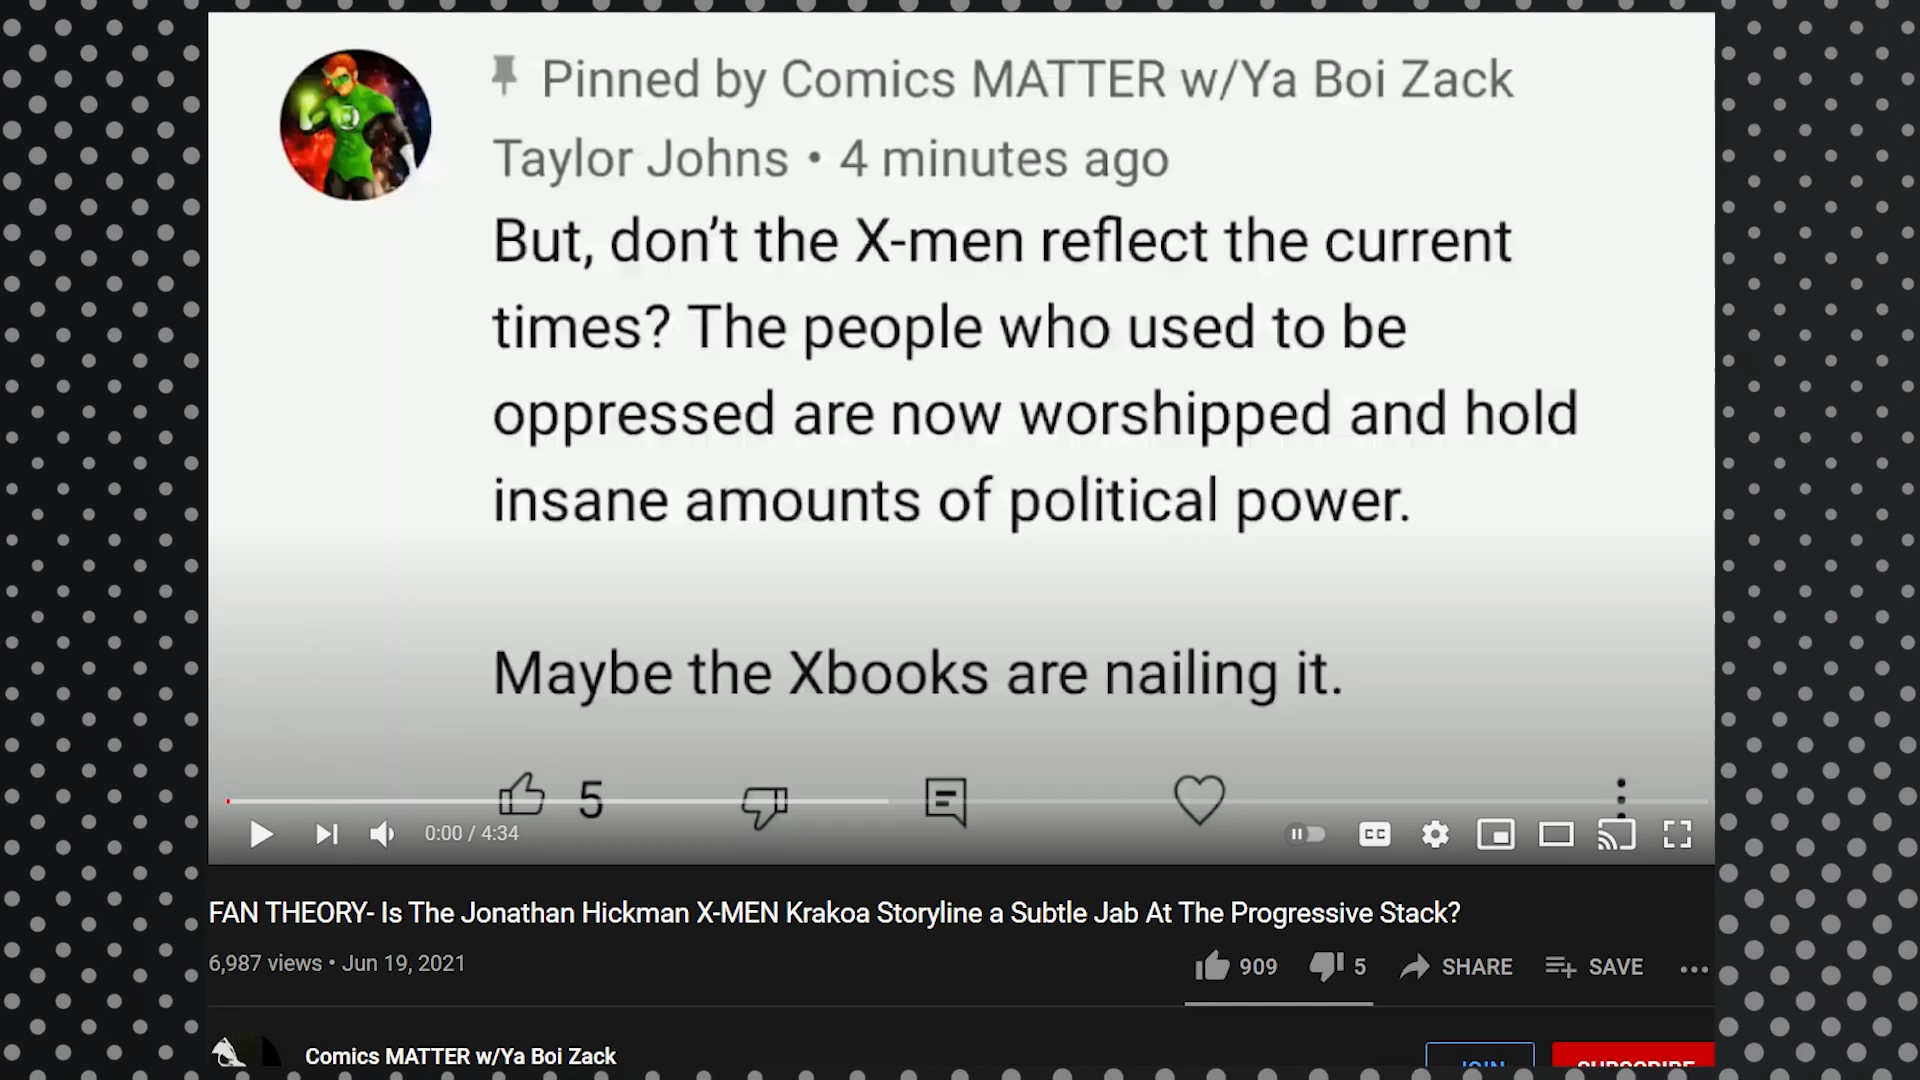 Pinned by Comics MATTER w/Ya Boi Zack
Taylor Johns • 4 minutes ago
But, don't the X-men reflect the current
times? The people who used to be
oppressed are now worshipped and hold
insane amounts of political power.
Maybe the Xbooks are nailing it.
5
0:00 / 4:34
CC
FAN THEORY- Is The Jonathan Hickman X-MEN Krakoa Storyline a Subtle Jab At The Progressive Stack?
6,987 views • Jun 19, 2021
909
5
SHARE
SAVE
Comics MATTER w/Ya Boi Zack
JOIN
SUBSCRIBE